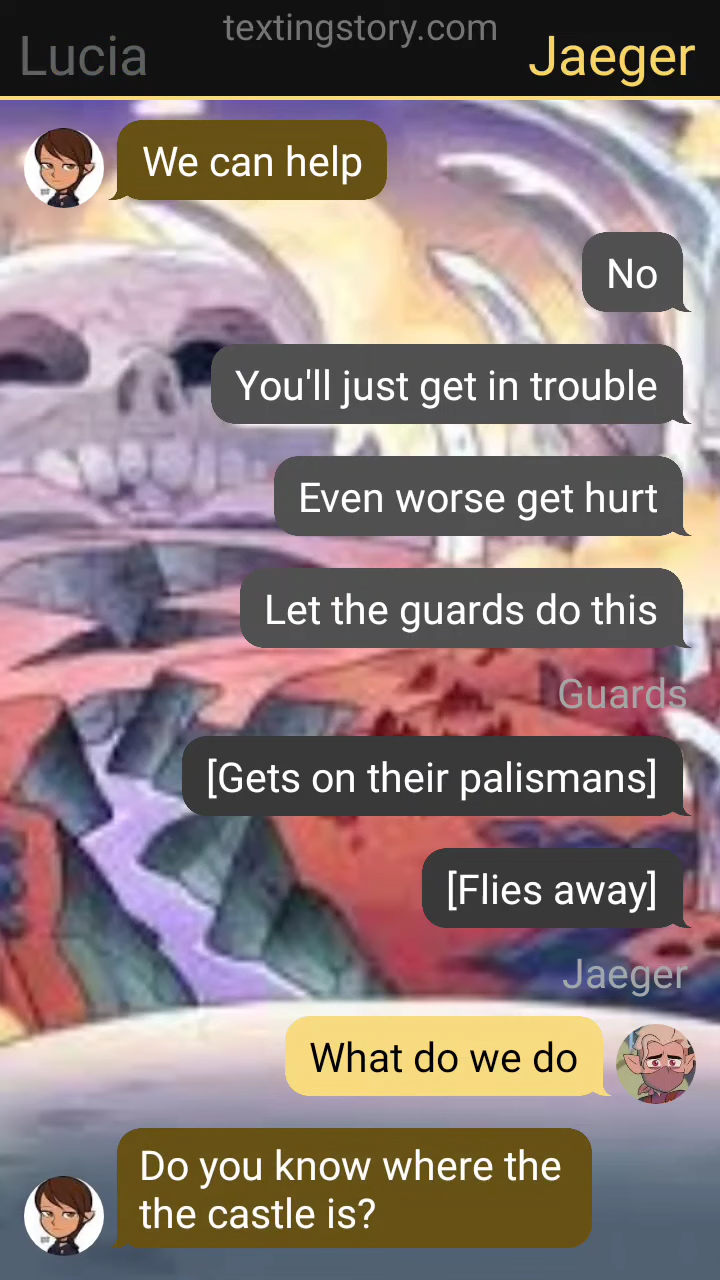 textingstory.com
Lucia
Jaeger
We can help
No
You'll just get in trouble
Even worse get hurt
Let the guards do this
Guards
[Gets on their palismans]
[Flies away]
Jaeger
What do we do
Do you know where the
the castle is?